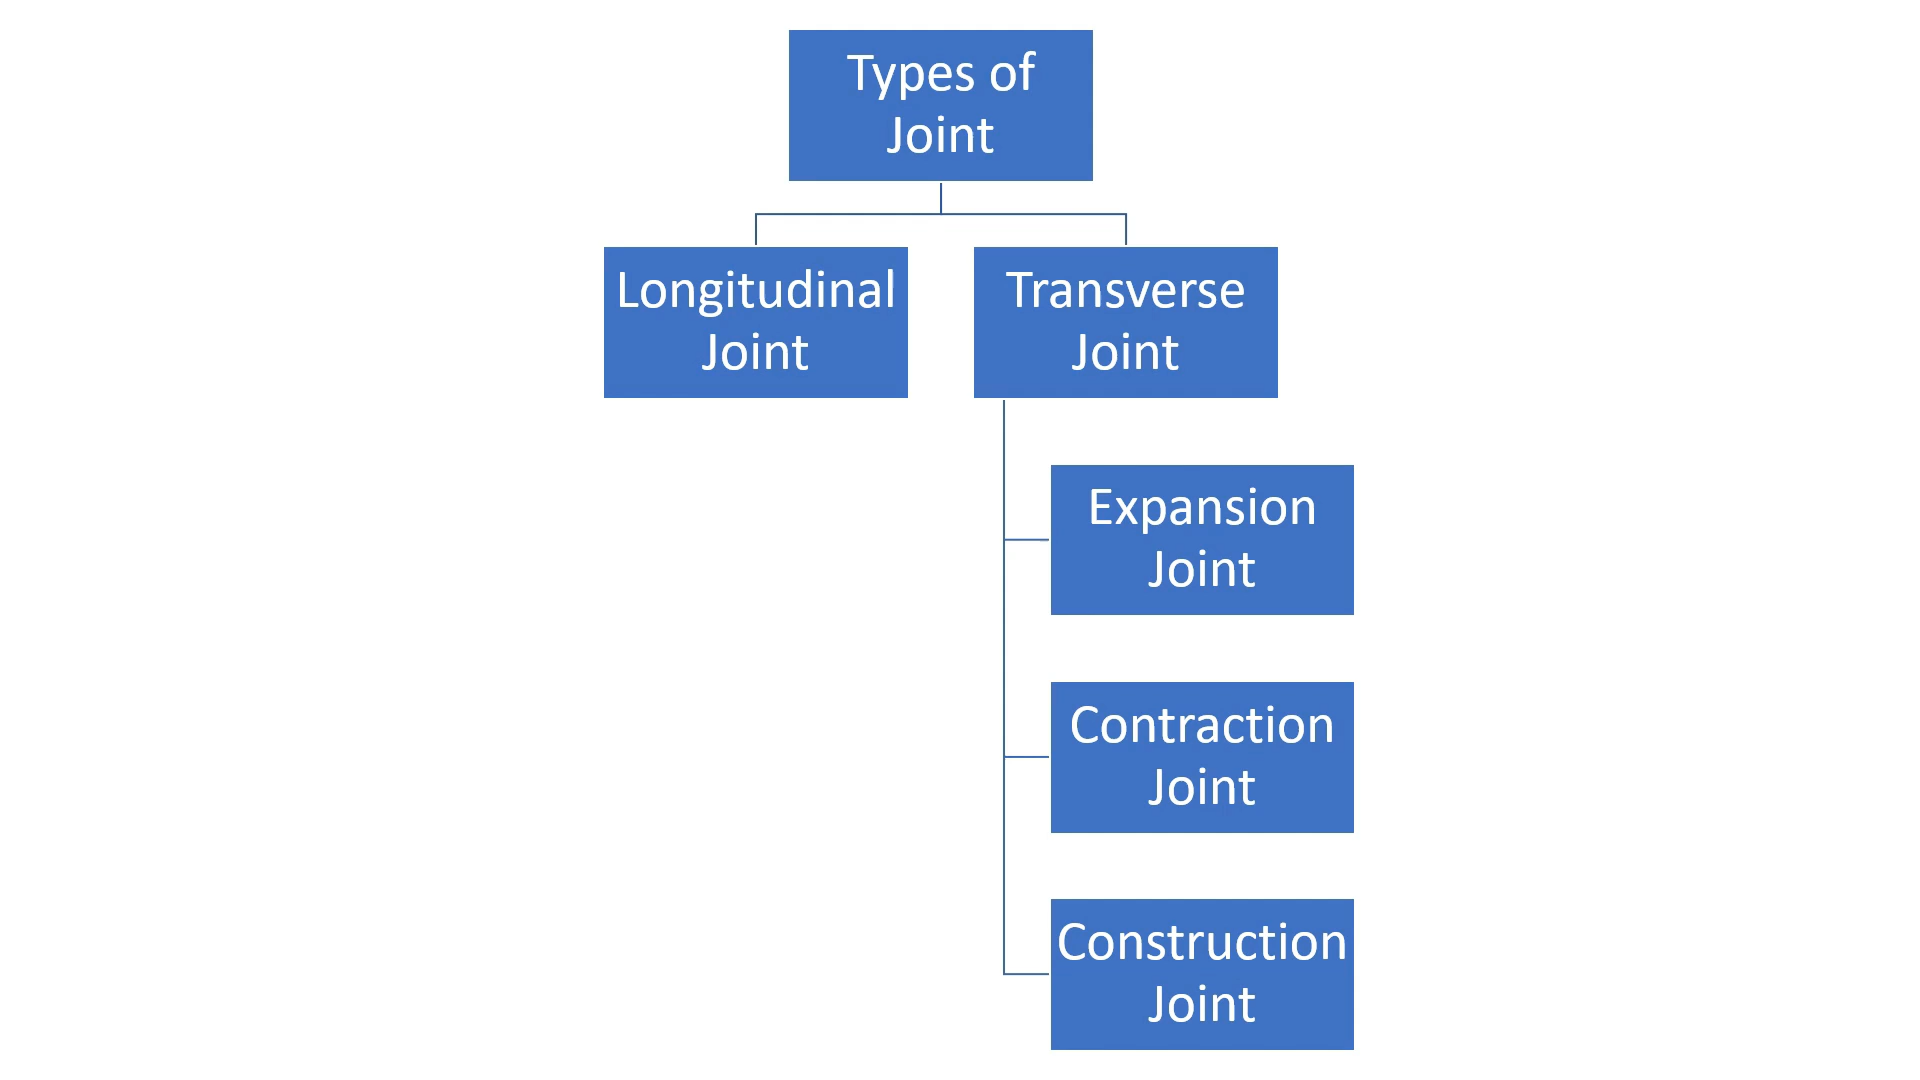 Types of
Joint
Longitudinal
Joint
Transverse
Joint
Expansion
Joint
Contraction
Joint
Construction
Joint